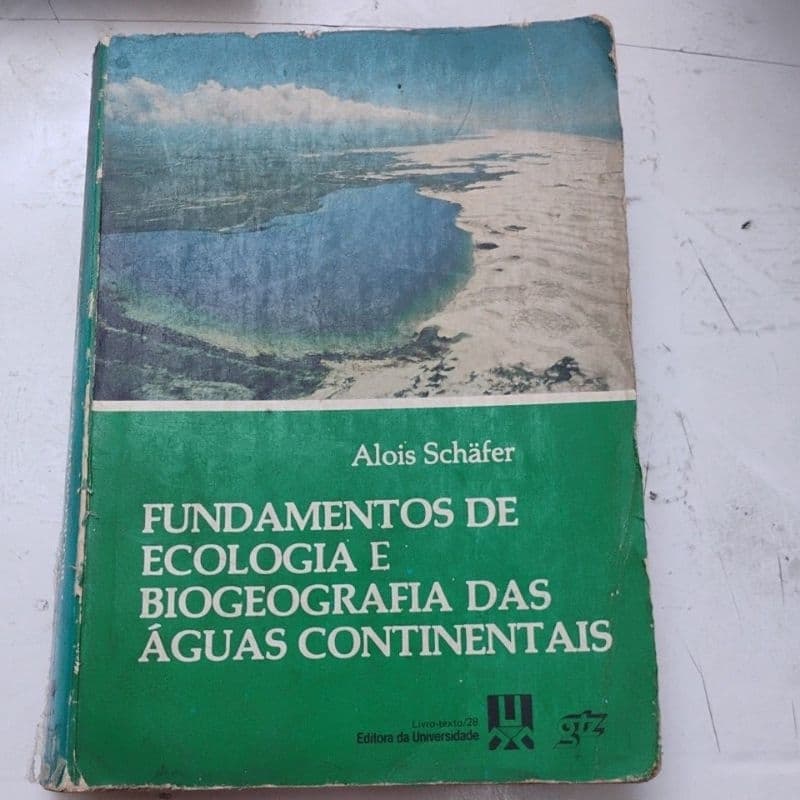 Alois Schäfer
FUNDAMENTOS DE
ECOLOGIA E
BIOGEOGRAFIA DAS
ÁGUAS CONTINENTAIS
Livro-texto/28
Editora da Universidade
gtz